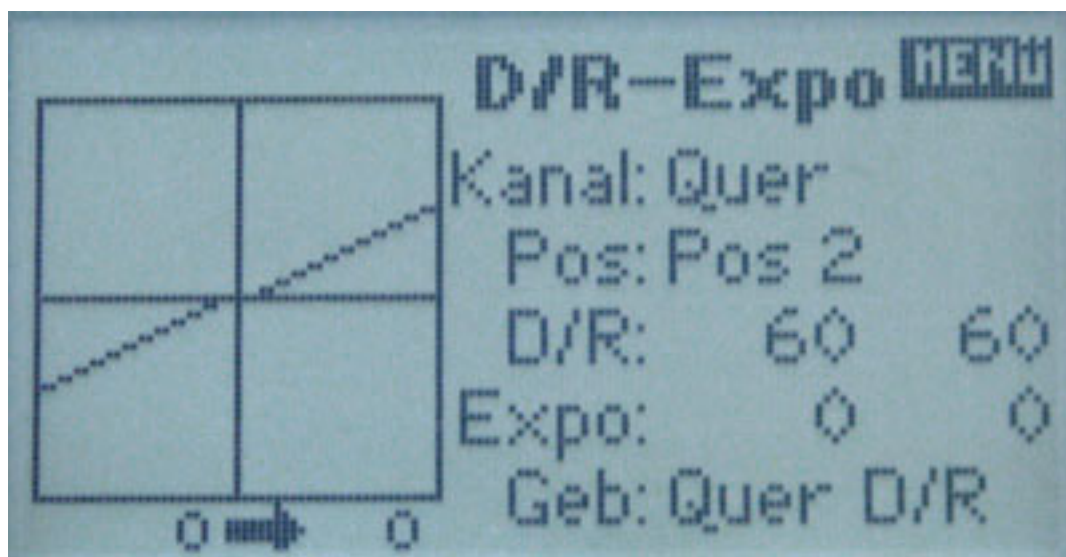 D/R-Expo MENU
Kanal: Quer
Pos: Pos 2
D/R: 60 60
Expo: 0 0
Geb: Quer D/R
0 0